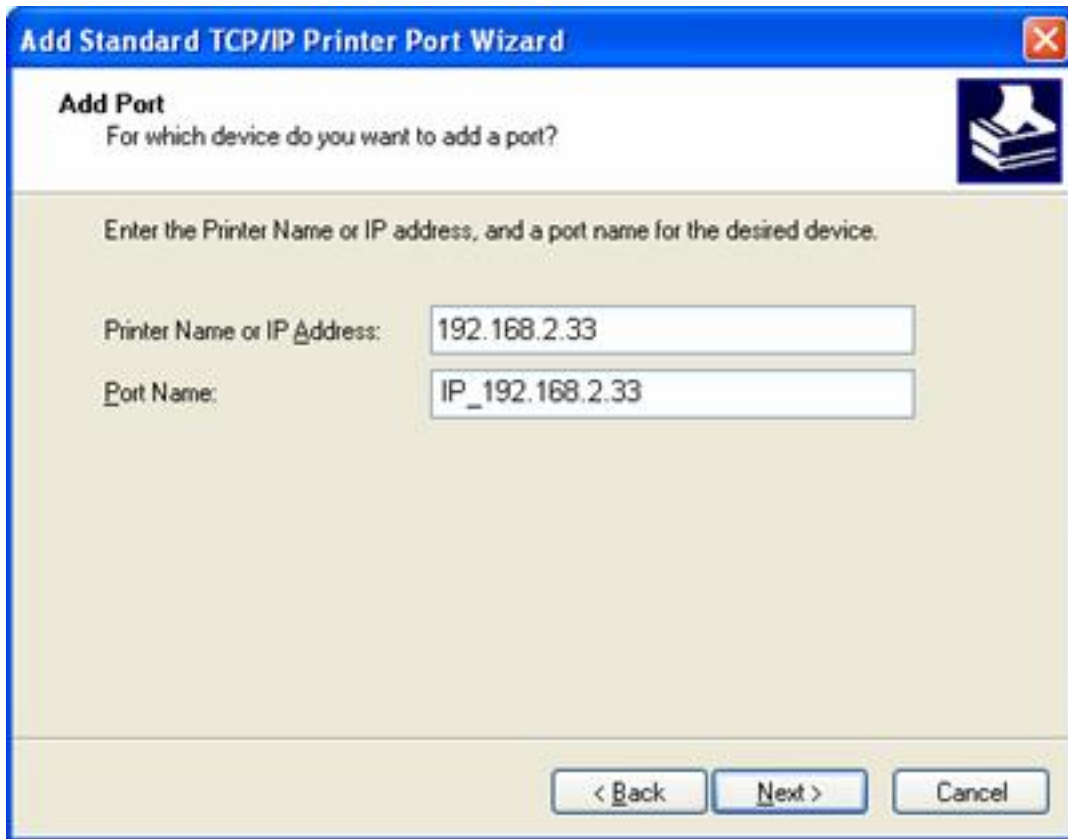 Add Standard TCP/IP Printer Port Wizard
Add Port
For which device do you want to add a port?
Enter the Printer Name or IP address, and a port name for the desired device.
Printer Name or IP Address: 192.168.2.33
Port Name: IP_192.168.2.33
< Back Next > Cancel